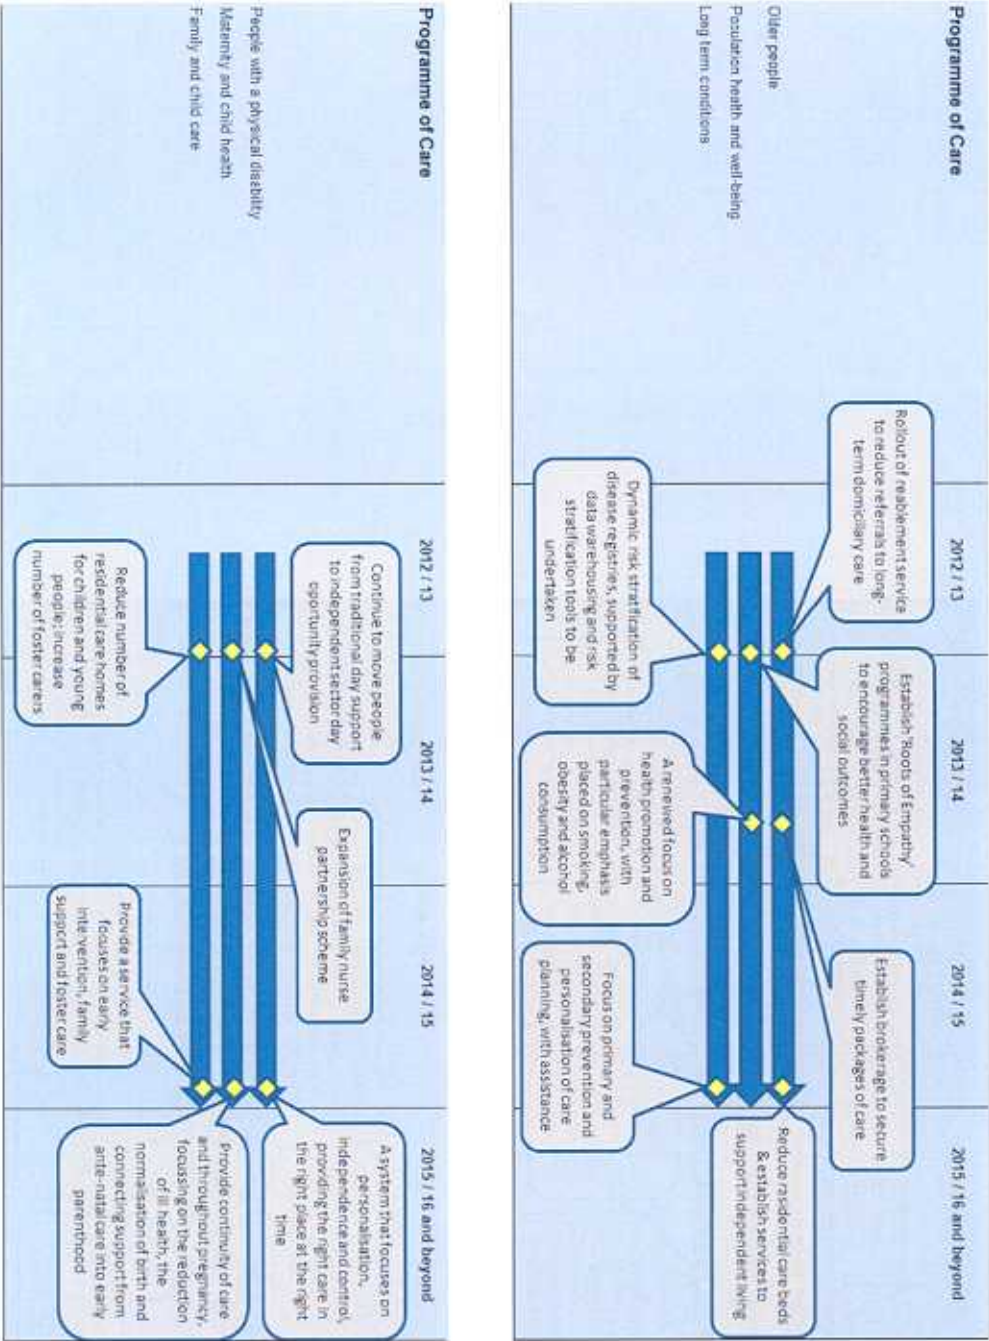 Programme of Care
2012 / 13
2013 / 14
2014 / 15
2015 / 16 and beyond
Rollout of reablement service
to reduce referrals to long-
term domiciliary care
Establish "Roots of Empathy"
programmes in primary schools
to encourage better health and
social outcomes
Establish brokerage to secure
timely packages of care
Older people
Population health and well-being
Long term conditions
Reduce residential care beds
& establish services to
support independent living
Dynamic risk stratification of
disease registries, supported by
data warehousing and risk
stratification tools to be
undertaken
A renewed focus on
health promotion and
prevention, with
particular emphasis
placed on smoking,
obesity and alcohol
consumption
Focus on primary and
secondary prevention and
personalisation of care
planning, with assistance
Programme of Care
2012 / 13
2013 / 14
2014 / 15
2015 / 16 and beyond
Continue to move people
from traditional day support
to independent sector day
opportunity provision
Expansion of family nurse
partnership scheme
A system that focuses on
personalisation,
independence and control,
providing the right care in
the right place at the right
time
People with a physical disability
Maternity and child health
Family and child care
Reduce number of
residential care homes
for children and young
people; increase
number of foster carers
Provide a service that
focuses on early
intervention, family
support and foster care
Provide continuity of care
and throughout pregnancy,
focussing on the reduction
of ill health, the
normalisation of birth and
connecting support from
ante-natal care into early
parenthood